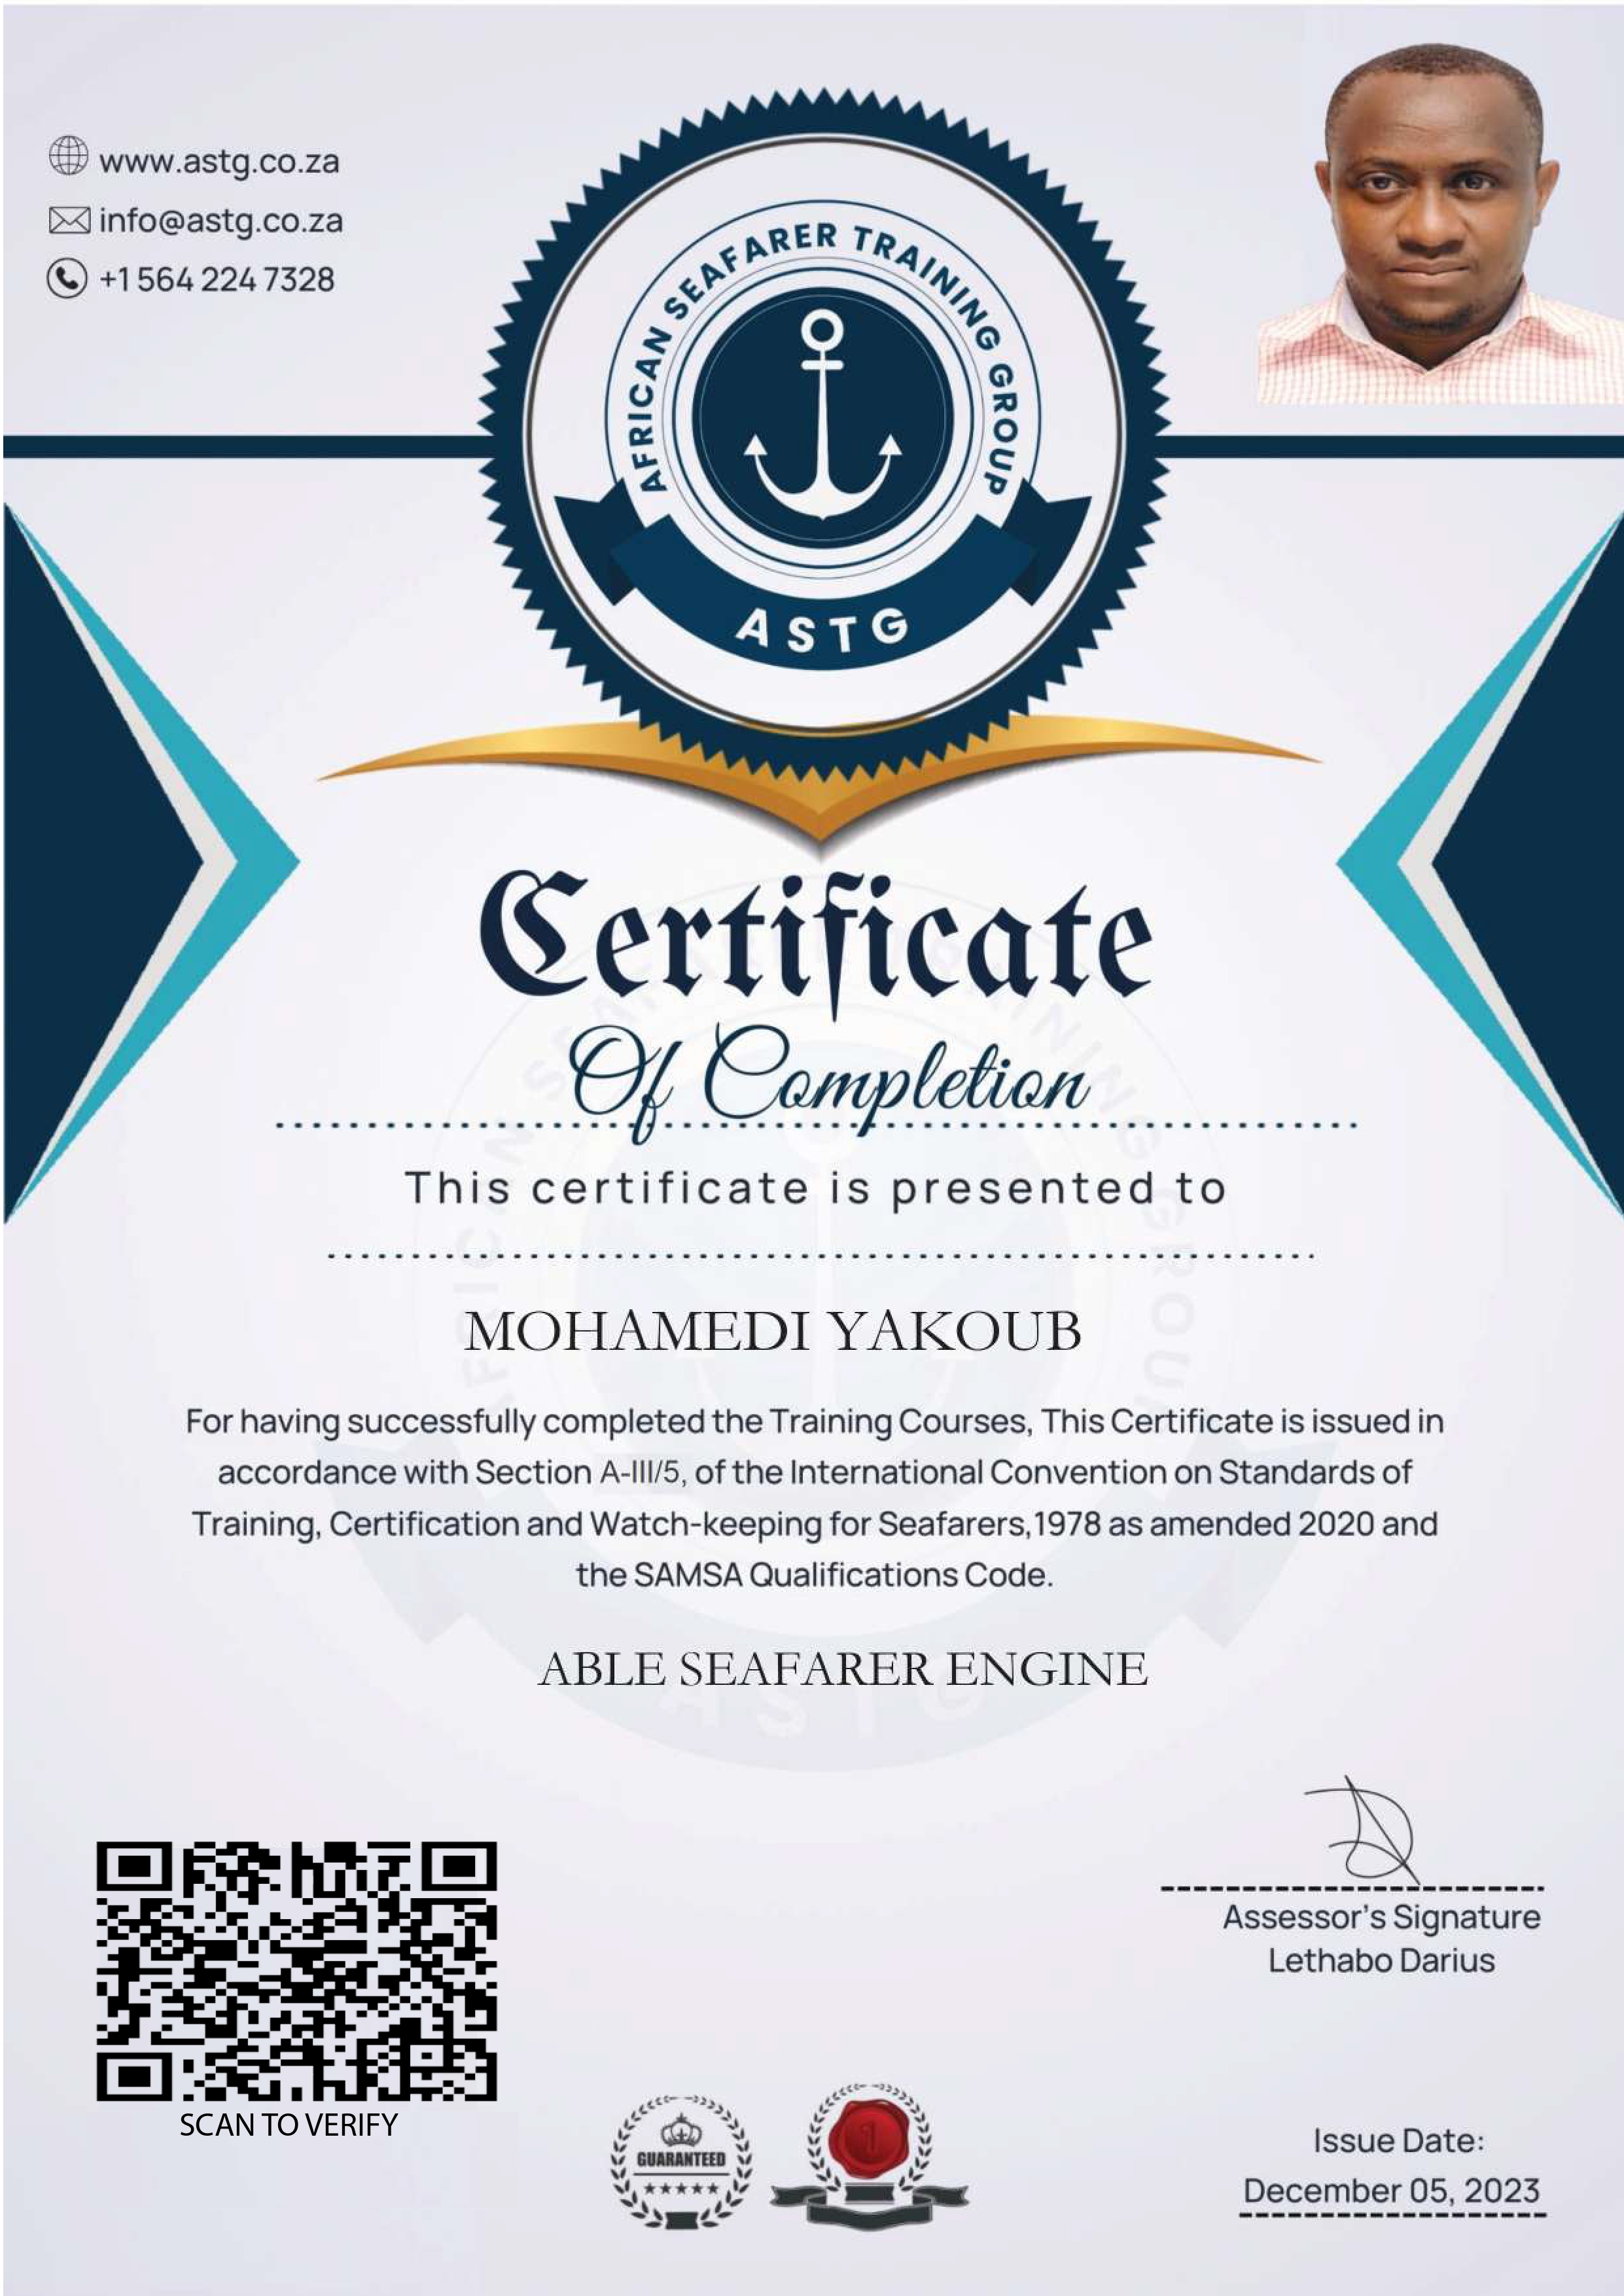 www.astg.co.za
info@astg.co.za
+1 564 224 7328
AFRICAN SEAFARER TRAINING GROUP
ASTG
Certificate
Of Completion
This certificate is presented to
MOHAMEDI YAKOUB
For having successfully completed the Training Courses, This Certificate is issued in
accordance with Section A-III/5, of the International Convention on Standards of
Training, Certification and Watch-keeping for Seafarers,1978 as amended 2020 and
the SAMSA Qualifications Code.
ABLE SEAFARER ENGINE
Assessor's Signature
Lethabo Darius
SCAN TO VERIFY
GUARANTEED
1
Issue Date:
December 05, 2023